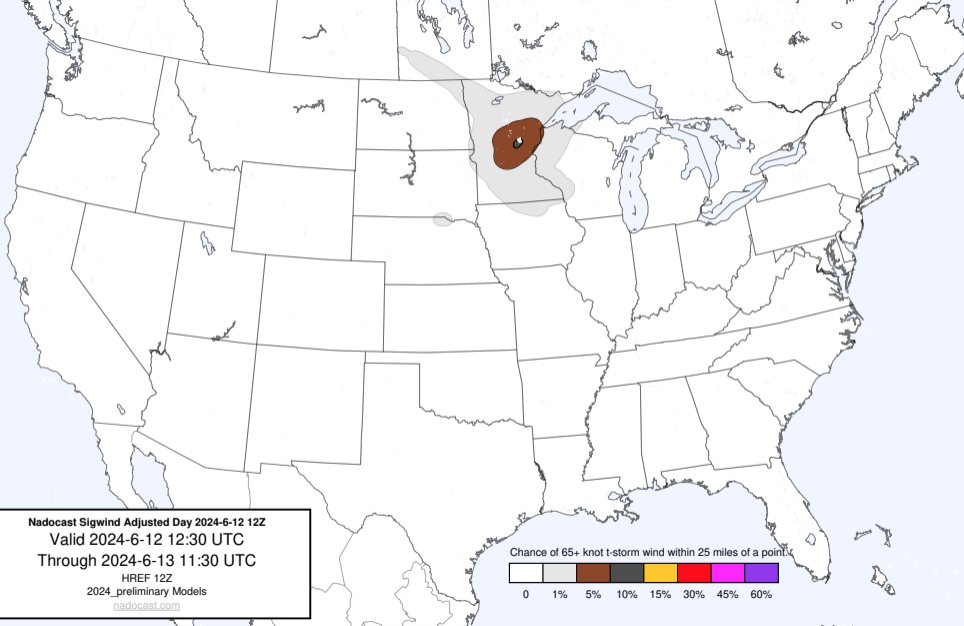 Nadocast Sigwind Adjusted Day 2024-6-12 12Z
Valid 2024-6-12 12:30 UTC
Through 2024-6-13 11:30 UTC
HREF 12Z
2024_preliminary Models
nadocast.com
Chance of 65+ knot t-storm wind within 25 miles of a point.
0 1% 5% 10% 15% 30% 45% 60%